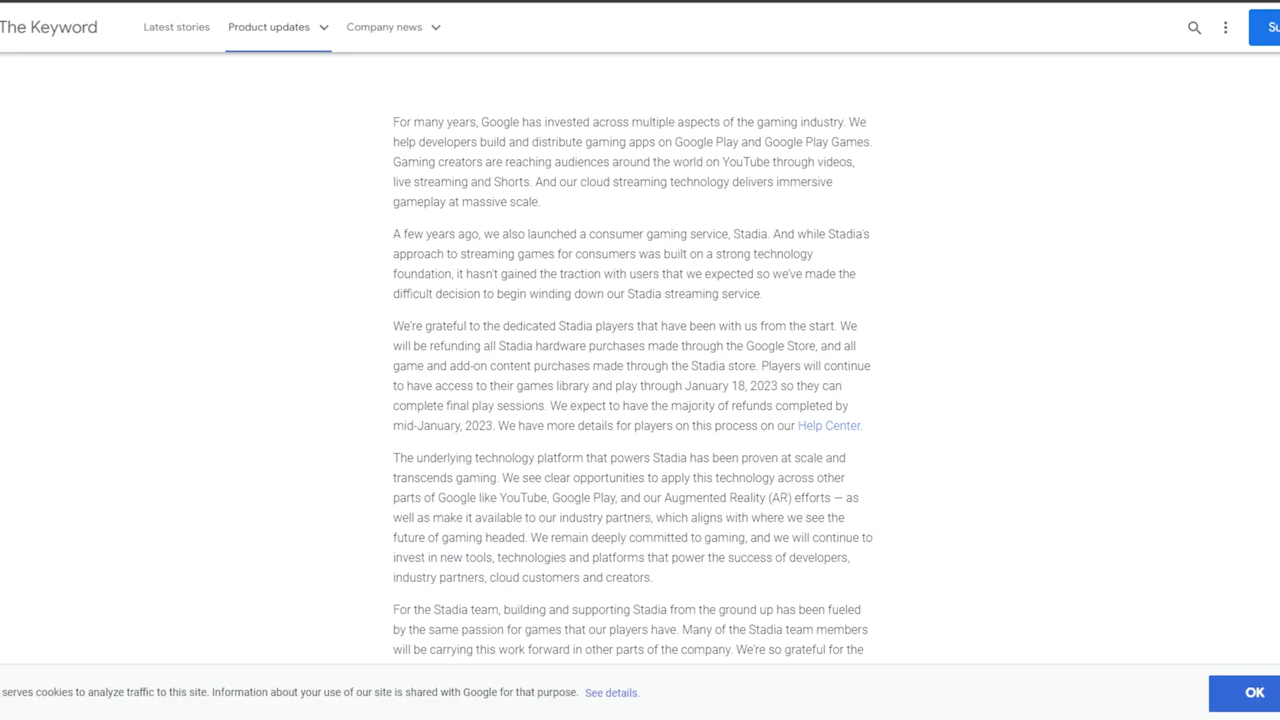 The Keyword
Latest stories
Product updates
Company news
Su
For many years, Google has invested across multiple aspects of the gaming industry. We
help developers build and distribute gaming apps on Google Play and Google Play Games.
Gaming creators are reaching audiences around the world on YouTube through videos,
live streaming and Shorts. And our cloud streaming technology delivers immersive
gameplay at massive scale.
A few years ago, we also launched a consumer gaming service, Stadia. And while Stadia's
approach to streaming games for consumers was built on a strong technology
foundation, it hasn't gained the traction with users that we expected so we've made the
difficult decision to begin winding down our Stadia streaming service.
We're grateful to the dedicated Stadia players that have been with us from the start. We
will be refunding all Stadia hardware purchases made through the Google Store, and all
game and add-on content purchases made through the Stadia store. Players will continue
to have access to their games library and play through January 18, 2023 so they can
complete final play sessions. We expect to have the majority of refunds completed by
mid-January, 2023. We have more details for players on this process on our Help Center.
The underlying technology platform that powers Stadia has been proven at scale and
transcends gaming. We see clear opportunities to apply this technology across other
parts of Google like YouTube, Google Play, and our Augmented Reality (AR) efforts — as
well as make it available to our industry partners, which aligns with where we see the
future of gaming headed. We remain deeply committed to gaming, and we will continue to
invest in new tools, technologies and platforms that power the success of developers,
industry partners, cloud customers and creators.
For the Stadia team, building and supporting Stadia from the ground up has been fueled
by the same passion for games that our players have. Many of the Stadia team members
will be carrying this work forward in other parts of the company. We're so grateful for the
serves cookies to analyze traffic to this site. Information about your use of our site is shared with Google for that purpose. See details.
OK